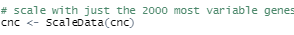 # scale with just the 2000 most variable genes
cnc <- ScaleData(cnc)